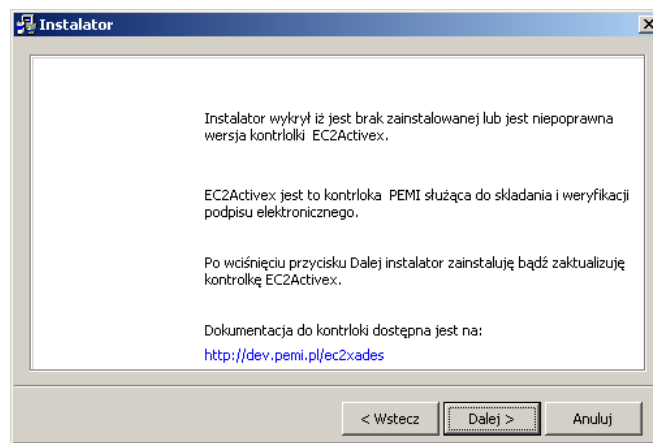 Instalator
Instalator wykrył iż jest brak zainstalowanej lub jest niepoprawna
wersja kontrlolki EC2Activex.
EC2Activex jest to kontrloka PEMI służąca do skladania i weryfikacji
podpisu elektronicznego.
Po wciśnięciu przycisku Dalej instalator zainstaluję bądź zaktualizuję
kontrolkę EC2Activex.
Dokumentacja do kontrloki dostępna jest na:
http://dev.pemi.pl/ec2xades
< Wstecz
Dalej >
Anuluj